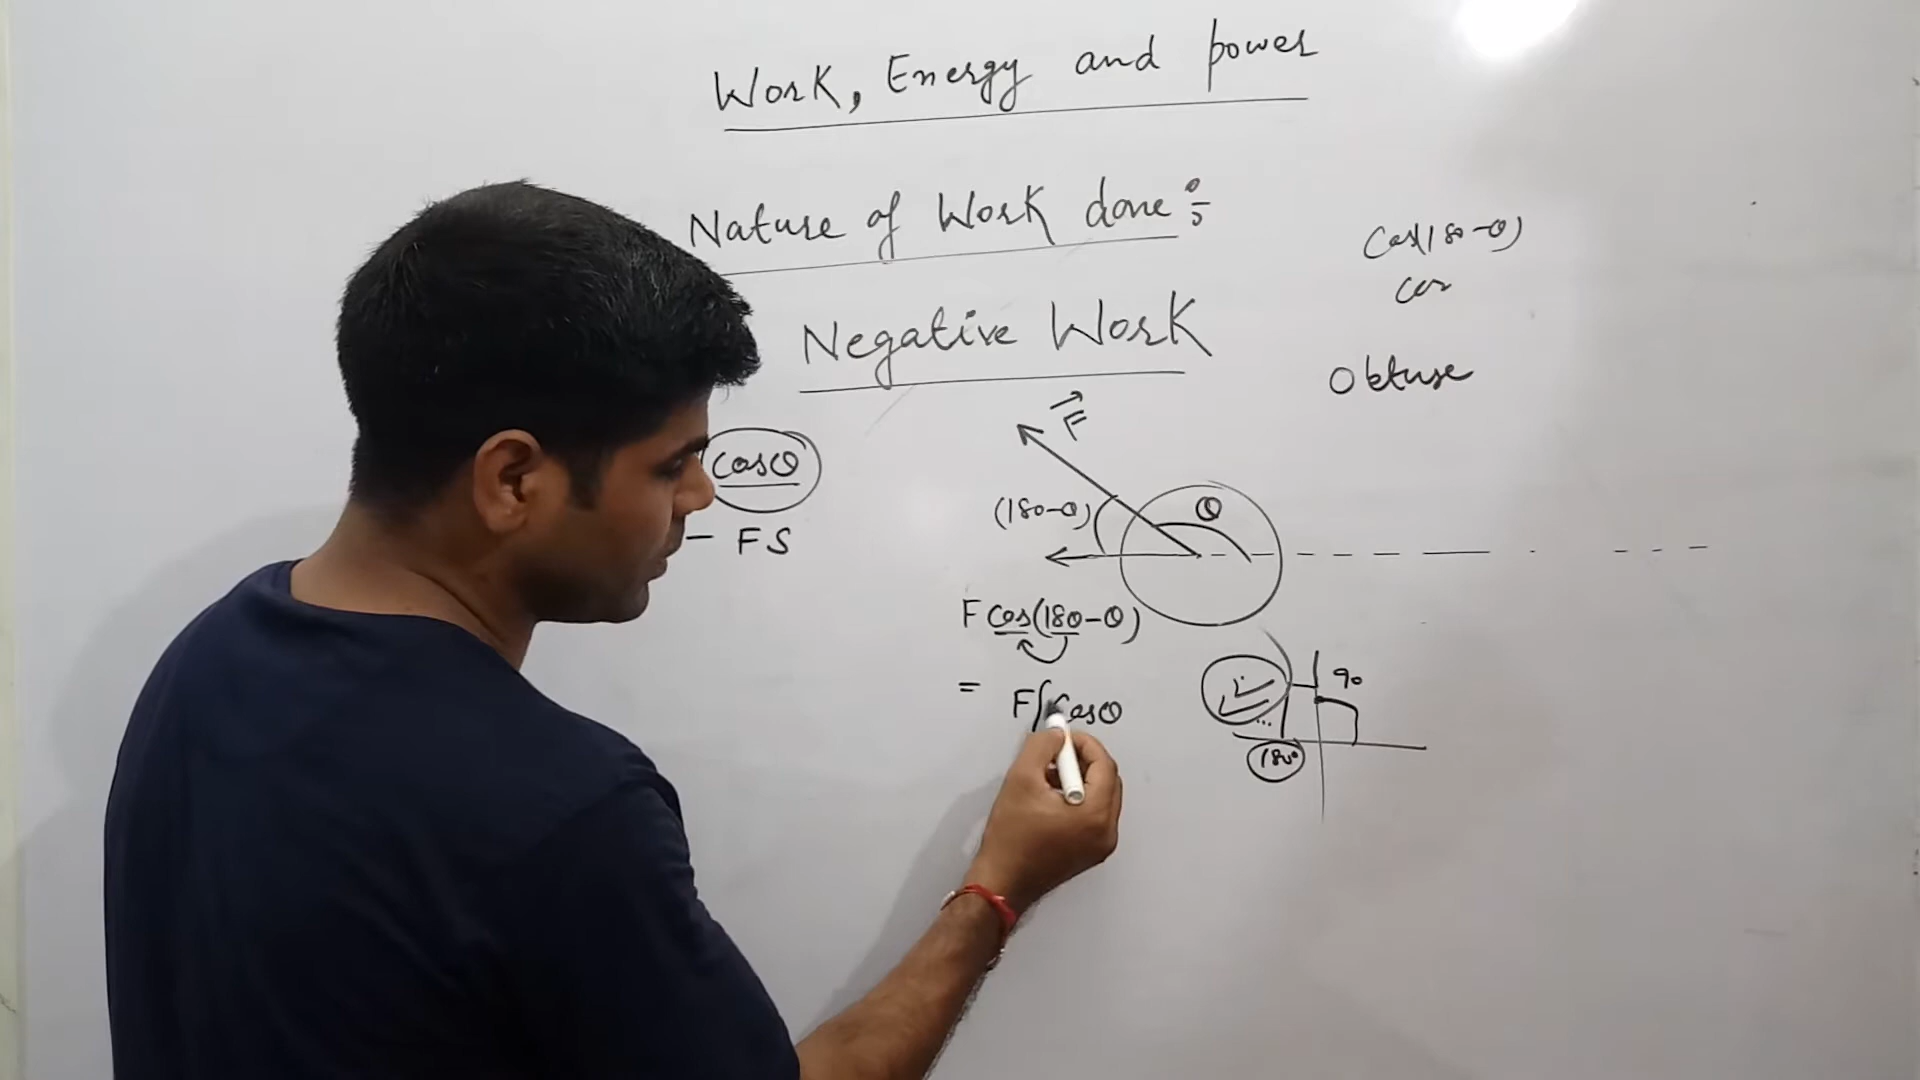 Work, Energy and power
Nature of Work done :-
Cos(180-θ)
cos
Negative Work
Obtuse
F
cosθ
- FS
(180-θ)
θ
F cos(180-θ)
= F(cosθ
90
180°